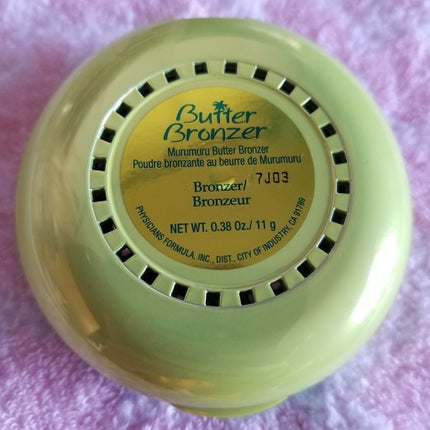 Butter
Bronzer
Murumuru Butter Bronzer
Poudre bronzante au beurre de Murumuru
Bronzer/ 7J03
Bronzeur
NET WT. 0.38 Oz./ 11 g
PHYSICIANS FORMULA, INC., DIST., CITY OF INDUSTRY, CA 91789